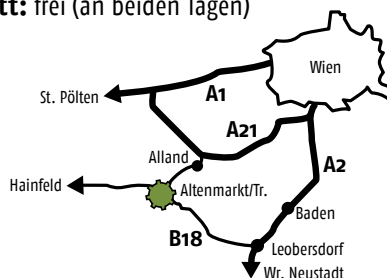 tt: frei (an beiden Tagen)
Wien
St. Pölten
A1
A21
Alland
A2
Hainfeld
Altenmarkt/Tr.
Baden
B18
Leobersdorf
Wr. Neustadt